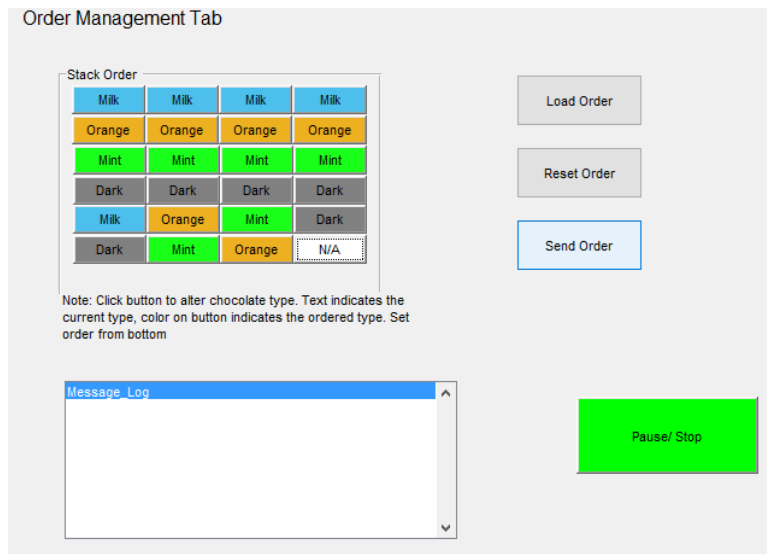 Order Management Tab
Stack Order
Milk Milk Milk Milk
Orange Orange Orange Orange
Mint Mint Mint Mint
Dark Dark Dark Dark
Milk Orange Mint Dark
Dark Mint Orange N/A
Note: Click button to alter chocolate type. Text indicates the
current type, color on button indicates the ordered type. Set
order from bottom
Load Order
Reset Order
Send Order
Message_Log
Pause/ Stop